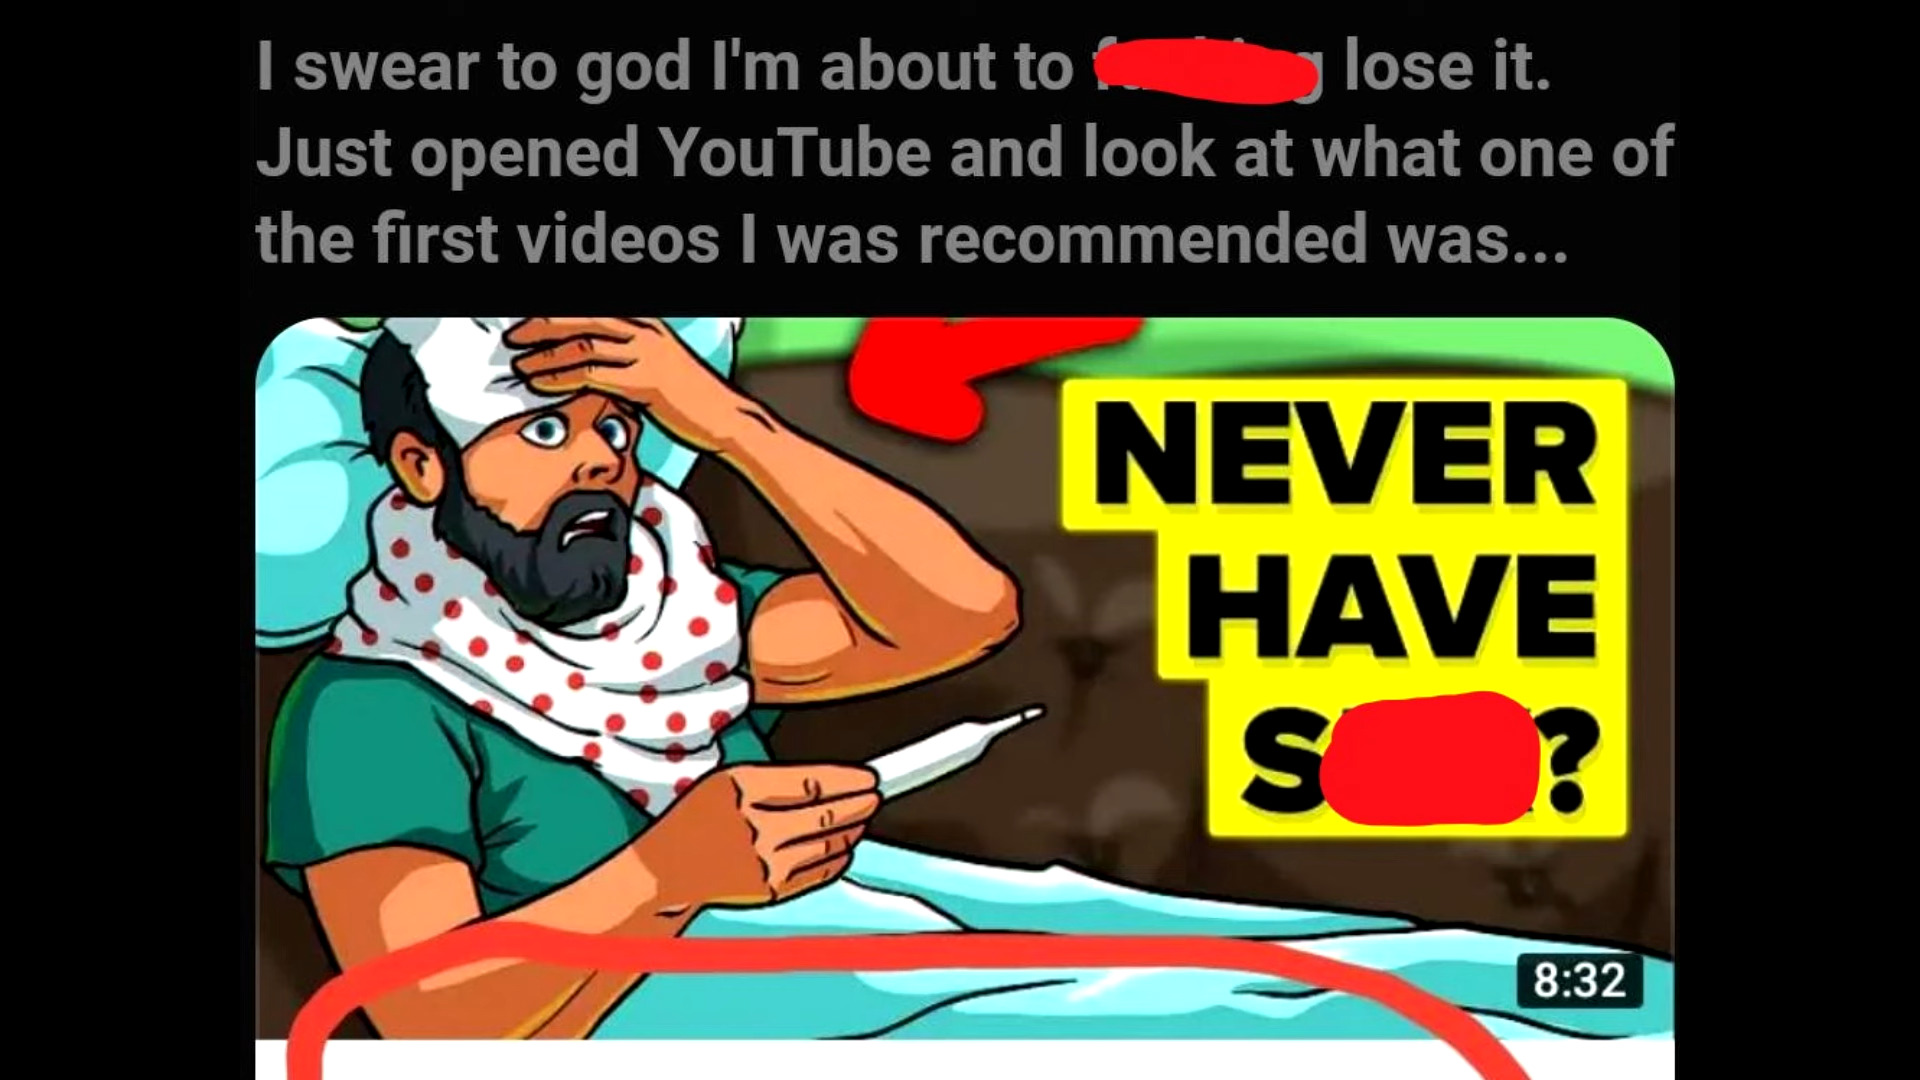 I swear to god I'm about to lose it.
Just opened YouTube and look at what one of
the first videos I was recommended was...
NEVER
HAVE
?
8:32